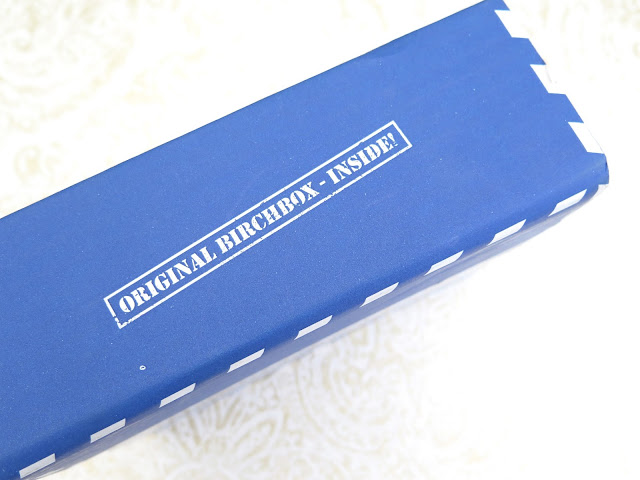 ORIGINAL BIRCHBOX - INSIDE!